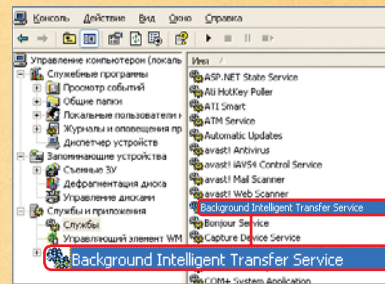 Консоль Действие Вид Окно Справка
Управление компьютером (локаль
Служебные программы
Просмотр событий
Общие папки
Локальные пользователи и
Журналы и оповещения пр
Диспетчер устройств
Запоминающие устройства
Съемные ЗУ
Дефрагментация диска
Управление дисками
Службы и приложения
Службы
Управляющий элемент WM
Имя
ASP.NET State Service
Ati HotKey Poller
ATI Smart
ATM Service
Automatic Updates
avast! Antivirus
avast! iAVS4 Control Service
avast! Mail Scanner
avast! Web Scanner
Background Intelligent Transfer Service
Bonjour Service
Capture Device Service
Background Intelligent Transfer Service
COM+ System Application